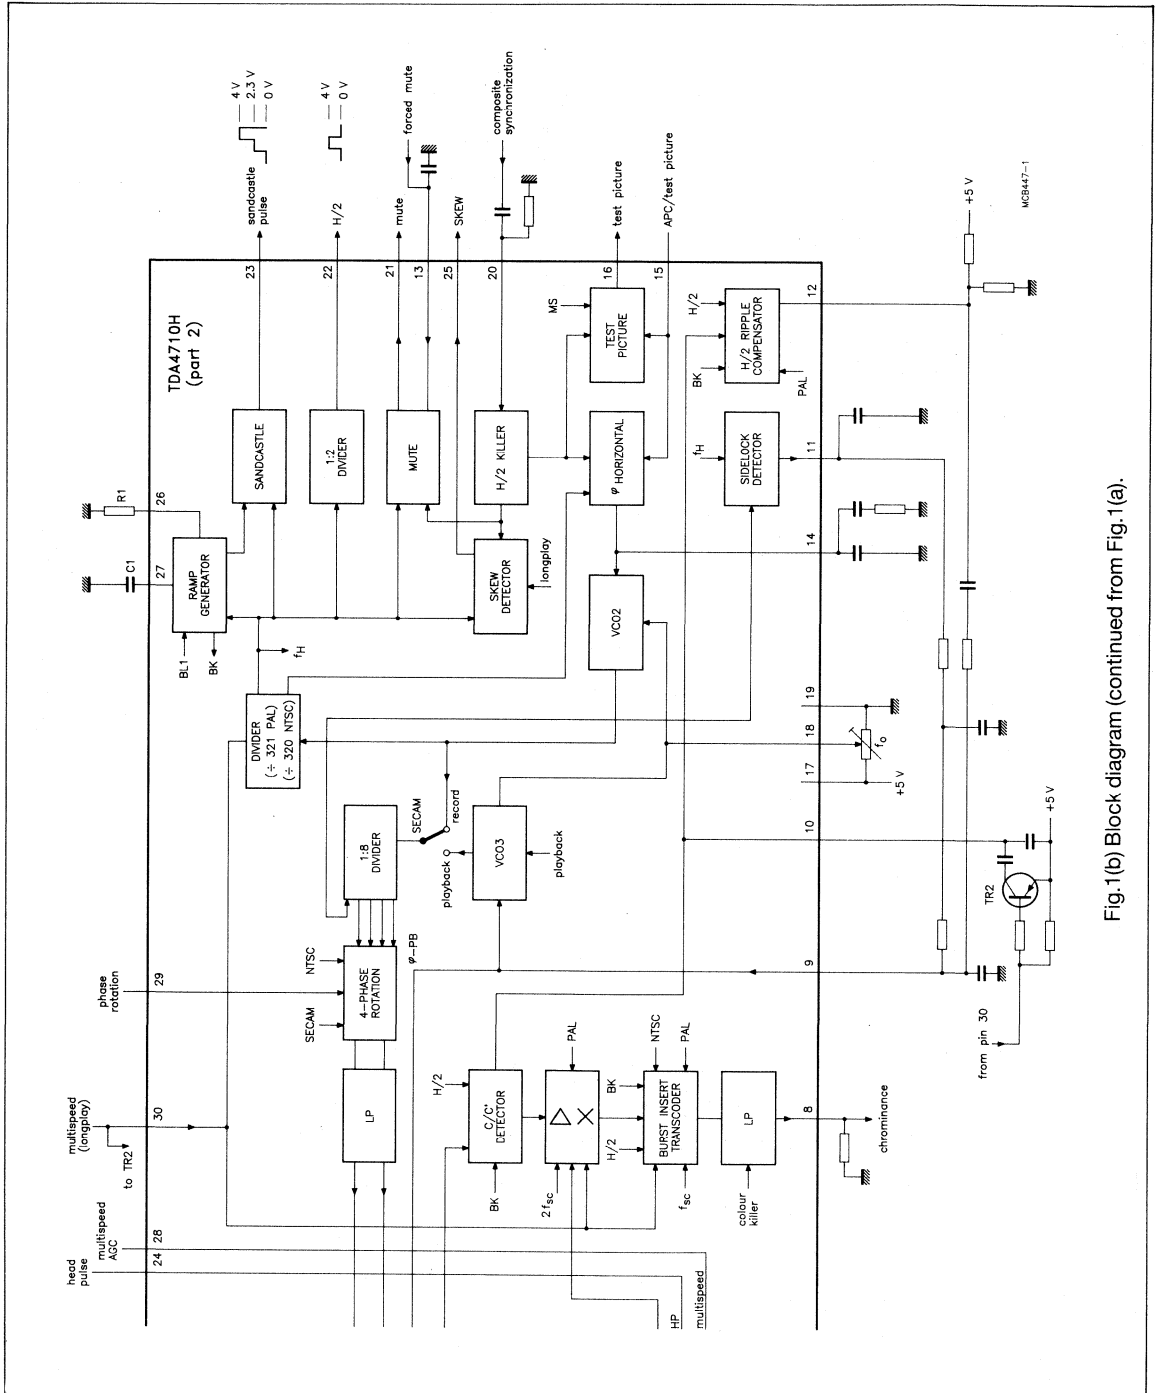 TDA4710H
(part 2)
head
pulse
24
multispeed
AGC
28
multispeed
(longplay)
30
to TR2
phase
rotation
29
27
C1
26
R1
BL1
BK
RAMP
GENERATOR
SANDCASTLE
23
sandcastle
pulse
4 V
2.3 V
0 V
1:2
DIVIDER
22
H/2
4 V
0 V
MUTE
21
mute
13
forced mute
25
SKEW
H/2 KILLER
20
composite
synchronization
SKEW
DETECTOR
longplay
DIVIDER
(÷ 321 PAL)
(÷ 320 NTSC)
fH
MS
TEST
PICTURE
16
test picture
15
APC/test picture
φ HORIZONTAL
VCO2
14
1:8
DIVIDER
SECAM
record
playback
VCO3
playback
NTSC
SECAM
4-PHASE
ROTATION
φ-PB
LP
fH
SIDELOCK
DETECTOR
11
H/2
BK
PAL
H/2 RIPPLE
COMPENSATOR
12
H/2
BK
C/C'
DETECTOR
PAL
2fsc
NTSC
PAL
BK
H/2
fsc
BURST INSERT
TRANSCODER
LP
colour
killer
8
chrominance
HP
multispeed
9
10
17
18
19
fo
+5 V
TR2
+5 V
from pin 30
+5 V
MCB447-1
Fig.1(b) Block diagram (continued from Fig.1(a).